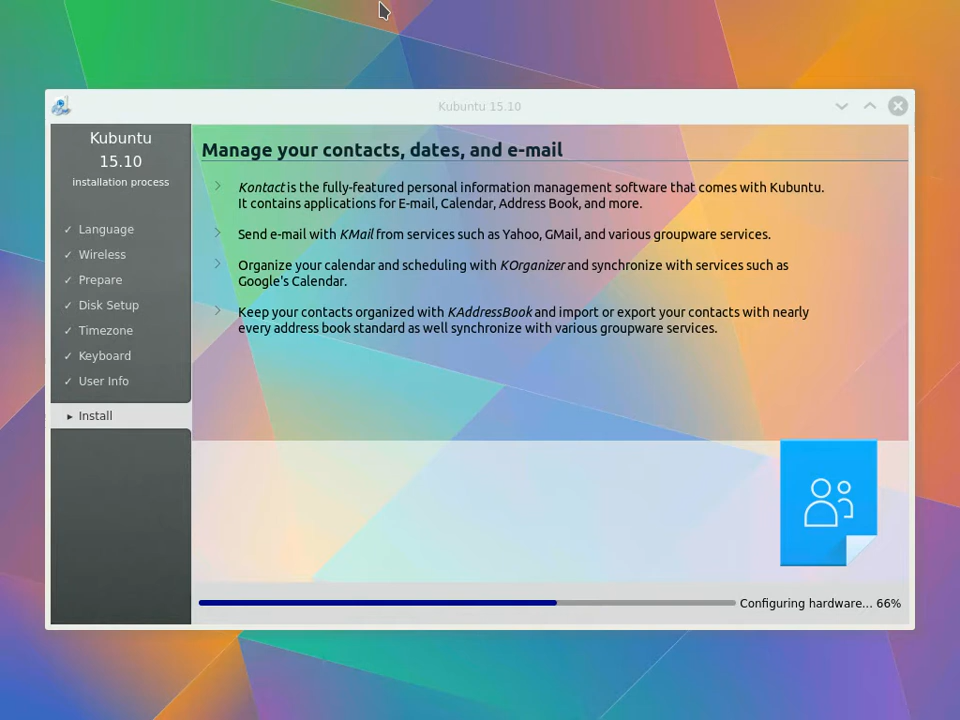 Kubuntu 15.10
Kubuntu
15.10
installation process
✓ Language
✓ Wireless
✓ Prepare
✓ Disk Setup
✓ Timezone
✓ Keyboard
✓ User Info
▸ Install
Manage your contacts, dates, and e-mail
Kontact is the fully-featured personal information management software that comes with Kubuntu.
It contains applications for E-mail, Calendar, Address Book, and more.
Send e-mail with KMail from services such as Yahoo, GMail, and various groupware services.
Organize your calendar and scheduling with KOrganizer and synchronize with services such as
Google's Calendar.
Keep your contacts organized with KAddressBook and import or export your contacts with nearly
every address book standard as well synchronize with various groupware services.
Configuring hardware... 66%